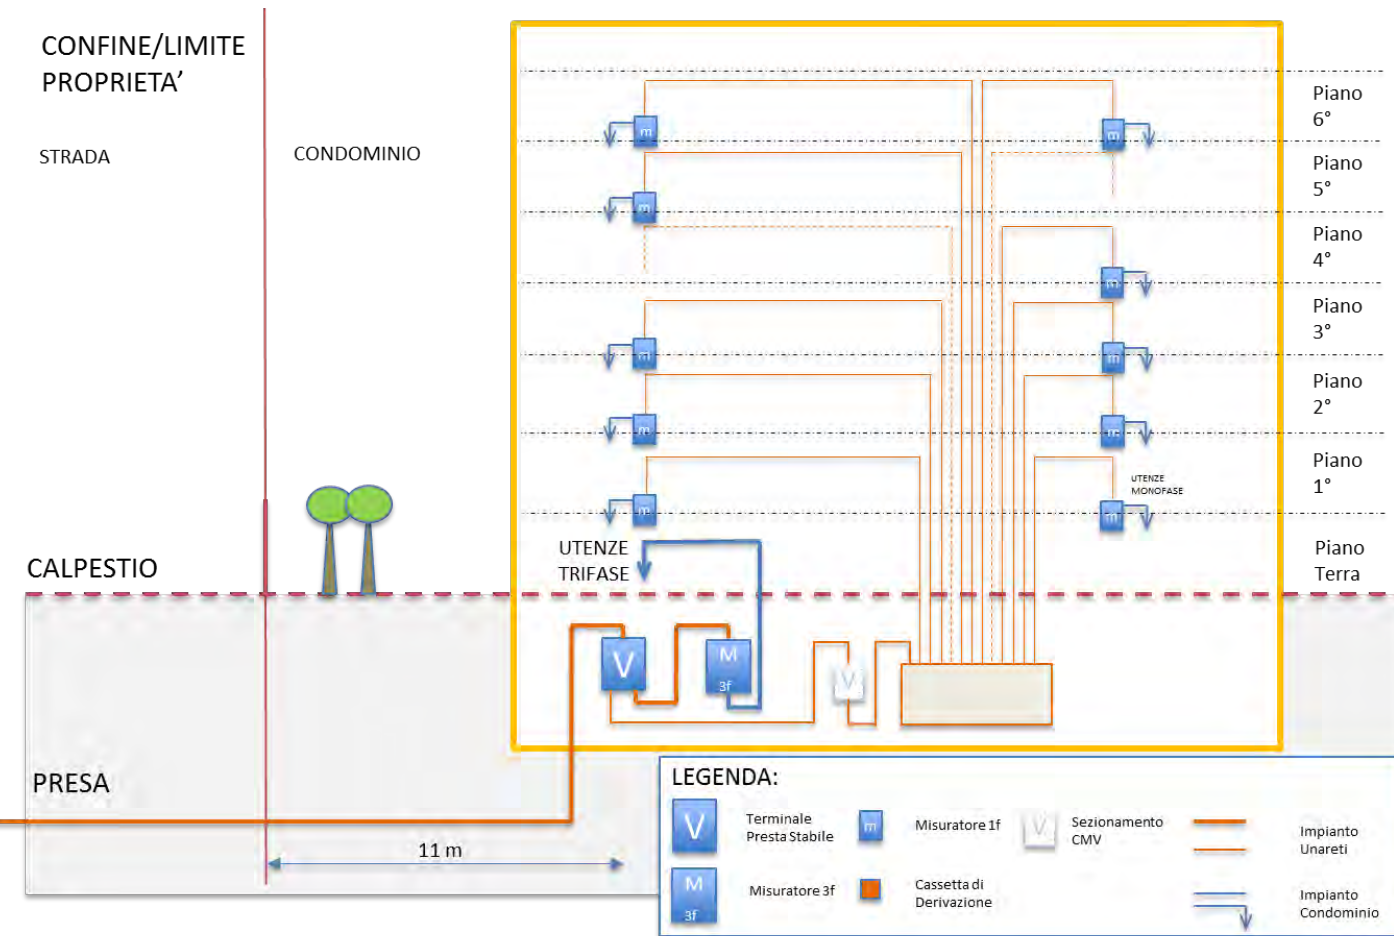 CONFINE/LIMITE
PROPRIETA’
STRADA
CONDOMINIO
Piano
6°
m
m
Piano
5°
m
Piano
4°
m
Piano
3°
m
m
Piano
2°
m
m
Piano
1°
UTENZE
MONOFASE
m
m
UTENZE
TRIFASE
Piano
Terra
CALPESTIO
V
M
3f
V
PRESA
11 m
LEGENDA:
V
Terminale
Presta Stabile
m
Misuratore 1f
V
Sezionamento
CMV
Impianto
Unareti
M
3f
Misuratore 3f
Cassetta di
Derivazione
Impianto
Condominio